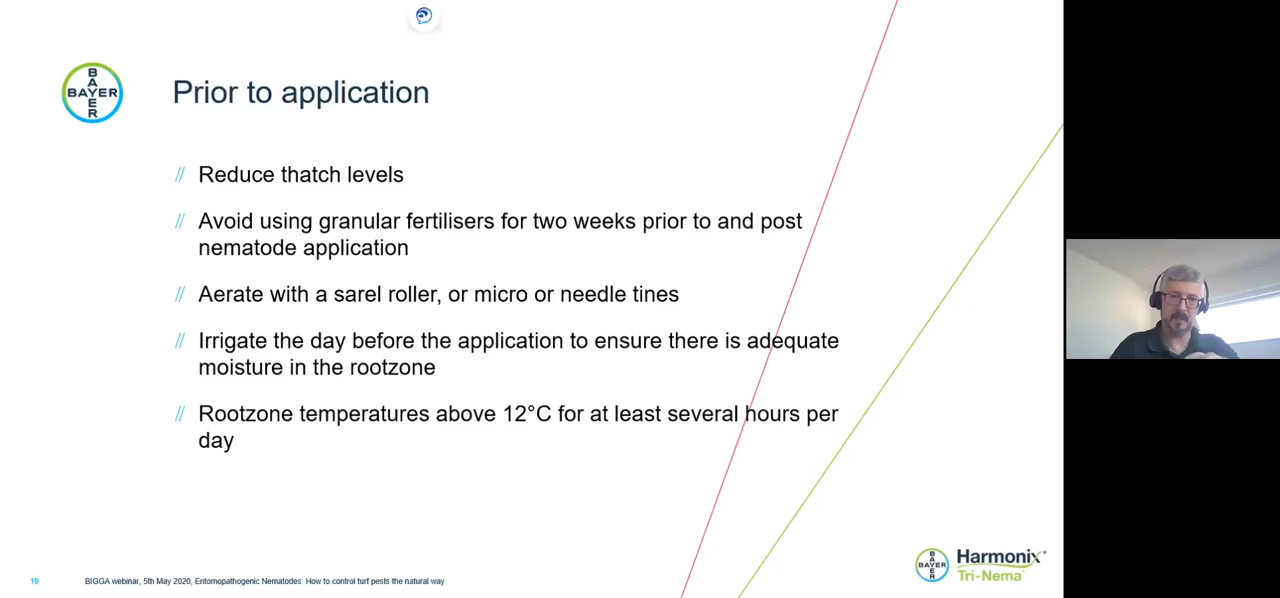 BAYER
BAYER
Prior to application
// Reduce thatch levels
// Avoid using granular fertilisers for two weeks prior to and post
nematode application
// Aerate with a sarel roller, or micro or needle tines
// Irrigate the day before the application to ensure there is adequate
moisture in the rootzone
// Rootzone temperatures above 12°C for at least several hours per
day
BAYER
BAYER
Harmonix®
Tri-Nema
19
BIGGA webinar, 5th May 2020, Entomopathogenic Nematodes: How to control turf pests the natural way